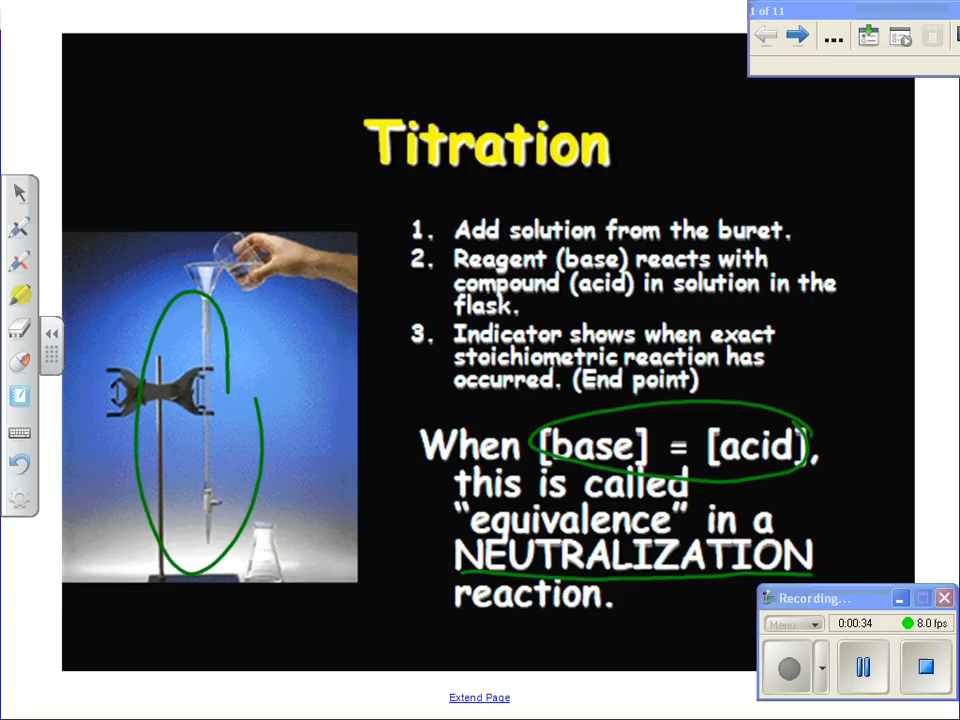 1 of 11
...
Titration
1. Add solution from the buret.
2. Reagent (base) reacts with
compound (acid) in solution in the
flask.
3. Indicator shows when exact
stoichiometric reaction has
occurred. (End point)
When [base] = [acid],
this is called
“equivalence” in a
NEUTRALIZATION
reaction.
Recording...
Menu 0:00:34 8.0 fps
Extend Page